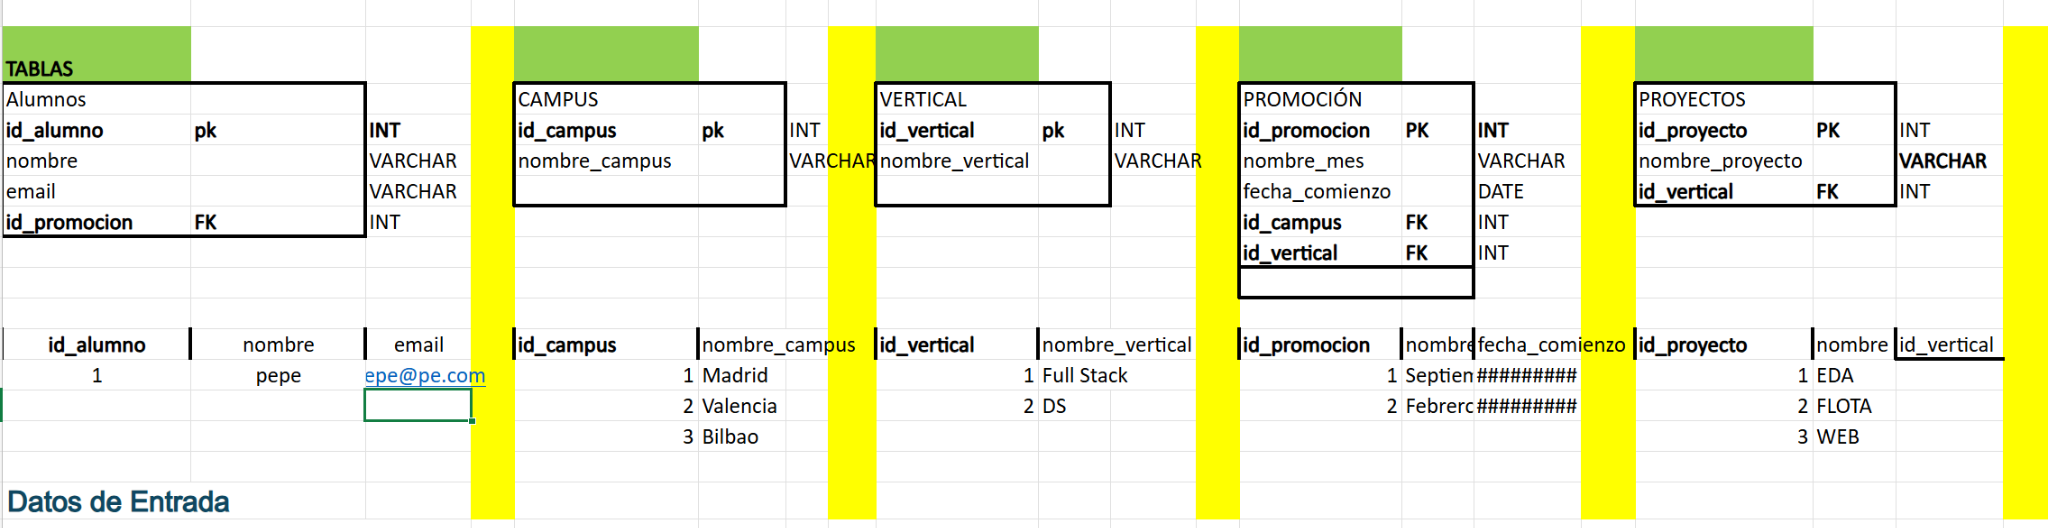 TABLAS
Alumnos CAMPUS VERTICAL PROMOCIÓN PROYECTOS
id_alumno pk INT id_campus pk INT id_vertical pk INT id_promocion PK INT id_proyecto PK INT
nombre VARCHAR nombre_campus VARCHAR nombre_vertical VARCHAR nombre_mes VARCHAR nombre_proyecto VARCHAR
email VARCHAR fecha_comienzo DATE id_vertical FK INT
id_promocion FK INT id_campus FK INT
id_vertical FK INT
id_alumno nombre email id_campus nombre_campus id_vertical nombre_vertical id_promocion nombre fecha_comienzo id_proyecto nombre id_vertical
1 pepe epe@pe.com 1 Madrid 1 Full Stack 1 Septiem ######### 1 EDA
2 Valencia 2 DS 2 Febrero ######### 2 FLOTA
3 Bilbao 3 WEB
Datos de Entrada